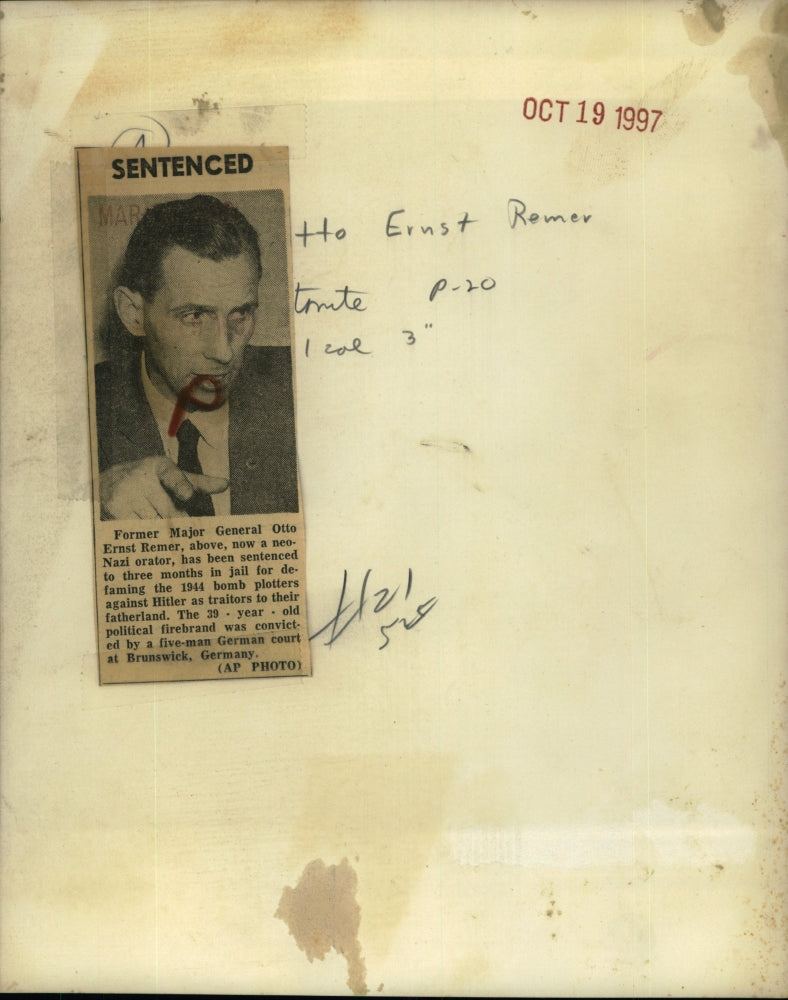 OCT 19 1997
SENTENCED
MAR
tto Ernst Remer
P-20
1 col 3"
Former Major General Otto
Ernst Remer, above, now a neo-
Nazi orator, has been sentenced
to three months in jail for de-
faming the 1944 bomb plotters
against Hitler as traitors to their
fatherland. The 39 - year - old
political firebrand was convict-
ed by a five-man German court
at Brunswick, Germany.
(AP PHOTO)